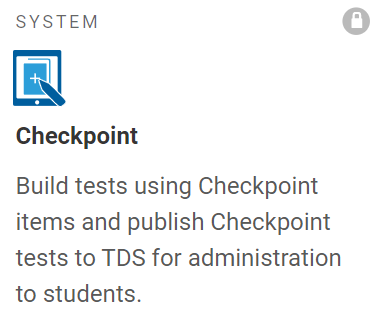 SYSTEM
Checkpoint
Build tests using Checkpoint
items and publish Checkpoint
tests to TDS for administration
to students.